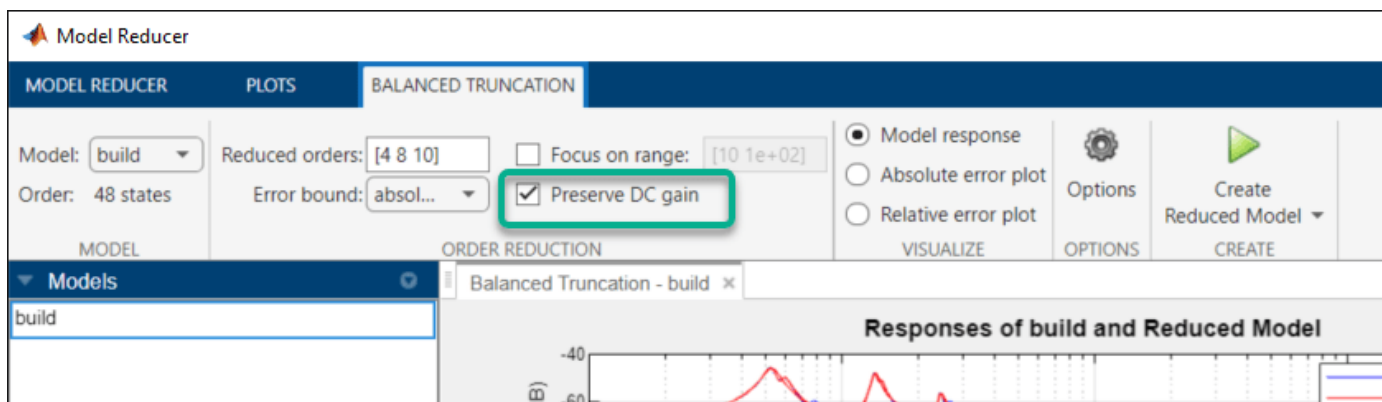 Model Reducer
MODEL REDUCER PLOTS BALANCED TRUNCATION
Model: build Reduced orders: [4 8 10] Focus on range: [10 1e+02] Model response
Order: 48 states Error bound: absol... Preserve DC gain Absolute error plot Options Create
Relative error plot Reduced Model
MODEL ORDER REDUCTION VISUALIZE OPTIONS CREATE
Models Balanced Truncation - build
build
Responses of build and Reduced Model
-40
B)
-60